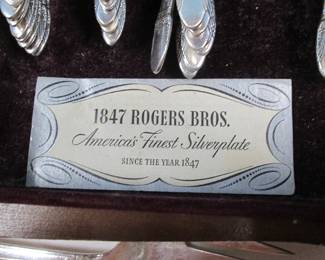 1847 ROGERS BROS.
America's Finest Silverplate
SINCE THE YEAR 1847